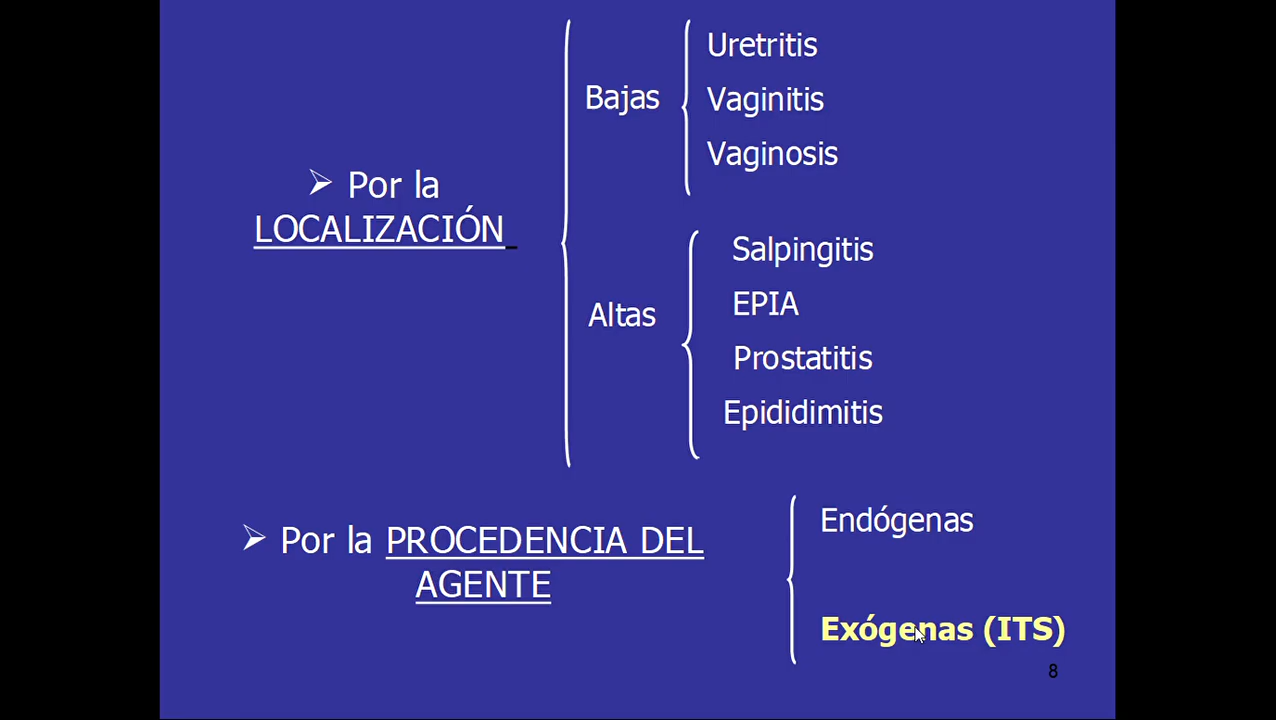 Uretritis
Bajas
Vaginitis
Vaginosis
Por la
LOCALIZACIÓN
Salpingitis
EPIA
Altas
Prostatitis
Epididimitis
Endógenas
Por la PROCEDENCIA DEL
AGENTE
Exógenas (ITS)
8